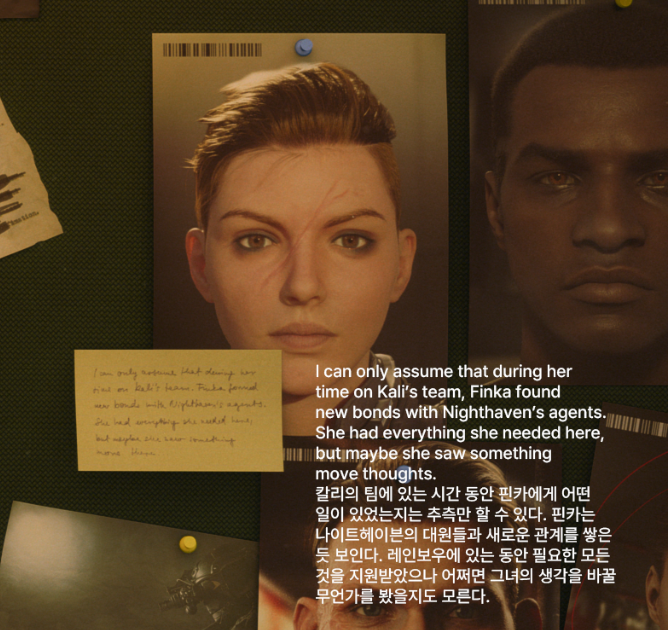 I can only assume that during her
time on Kali's team, Finka formed
new bonds with Nighthaven's agents.
She had everything she needed here,
but maybe she saw something
more there.
I can only assume that during her
time on Kali's team, Finka found
new bonds with Nighthaven's agents.
She had everything she needed here,
but maybe she saw something
move thoughts.
칼리의 팀에 있는 시간 동안 핀카에게 어떤
일이 있었는지는 추측만 할 수 있다. 핀카는
나이트헤이븐의 대원들과 새로운 관계를 쌓은
듯 보인다. 레인보우에 있는 동안 필요한 모든
것을 지원받았으나 어쩌면 그녀의 생각을 바꿀
무언가를 봤을지도 모른다.